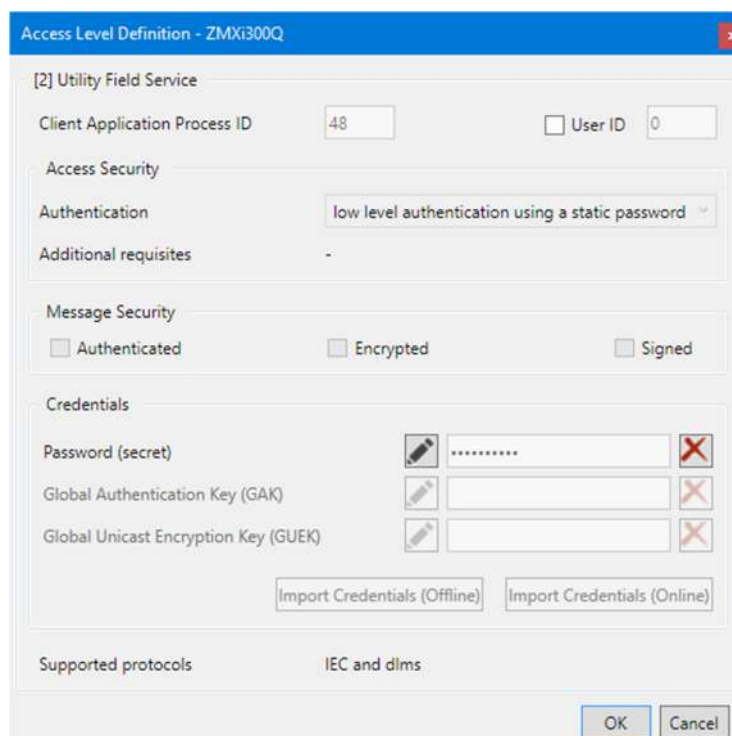 Access Level Definition - ZMXi300Q
[2] Utility Field Service
Client Application Process ID 48 User ID 0
Access Security
Authentication low level authentication using a static password
Additional requisites -
Message Security
Authenticated Encrypted Signed
Credentials
Password (secret) ••••••••••
Global Authentication Key (GAK)
Global Unicast Encryption Key (GUEK)
Import Credentials (Offline) Import Credentials (Online)
Supported protocols IEC and dlms
OK Cancel